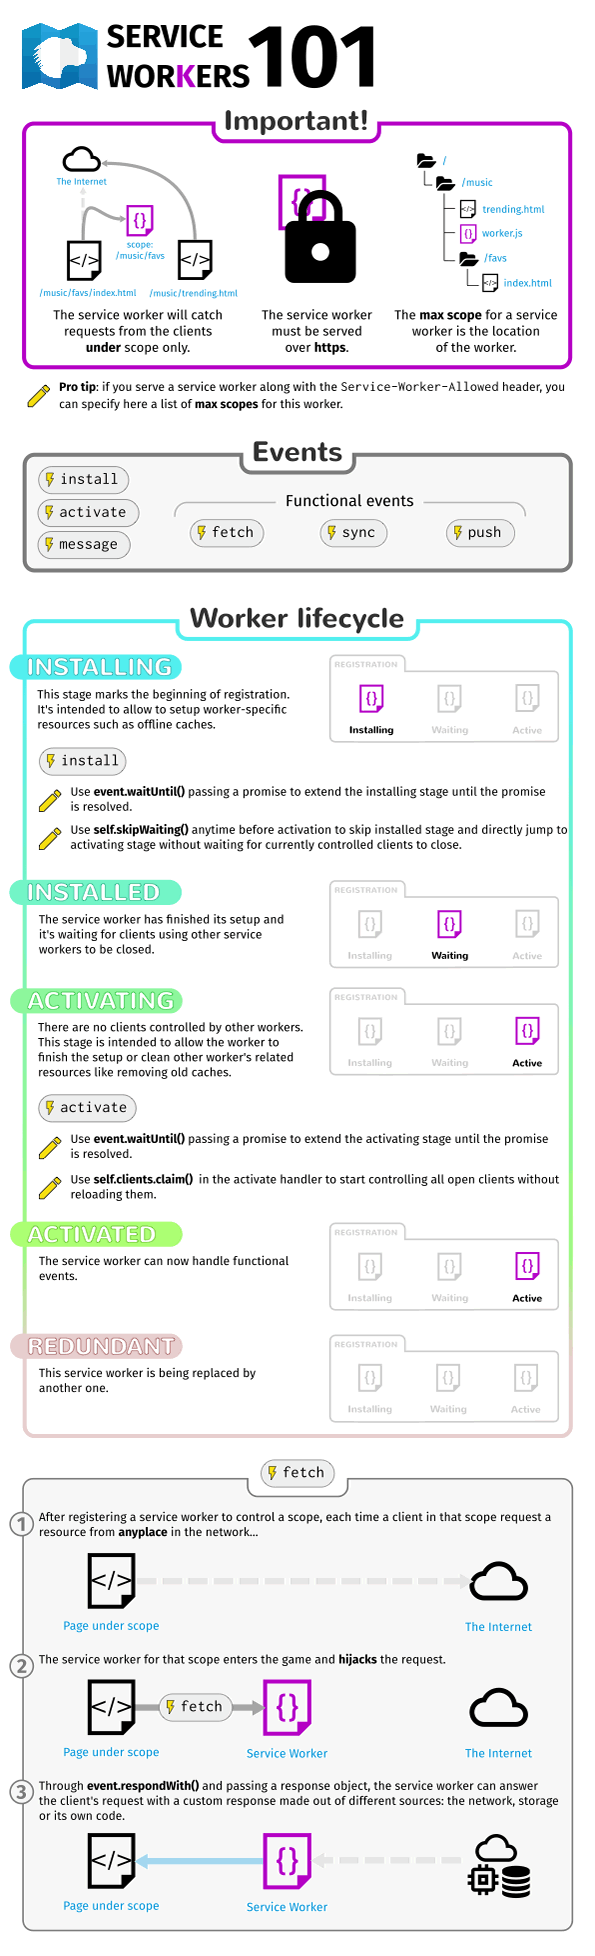 SERVICE
WORKERS 101
Important!
The Internet
{}
scope:
/music/favs
</>
</>
/music/favs/index.html
/music/trending.html
The service worker will catch
requests from the clients
under scope only.
{}
The service worker
must be served
over https.
/
/music
</> trending.html
{} worker.js
/favs
</> index.html
The max scope for a service
worker is the location
of the worker.
Pro tip: if you serve a service worker along with the Service-Worker-Allowed header, you
can specify here a list of max scopes for this worker.
Events
install
activate
message
Functional events
fetch
sync
push
Worker lifecycle
INSTALLING
This stage marks the beginning of registration.
It's intended to allow to setup worker-specific
resources such as offline caches.
REGISTRATION
{} {} {}
Installing Waiting Active
install
Use event.waitUntil() passing a promise to extend the installing stage until the promise
is resolved.
Use self.skipWaiting() anytime before activation to skip installed stage and directly jump to
activating stage without waiting for currently controlled clients to close.
INSTALLED
The service worker has finished its setup and
it's waiting for clients using other service
workers to be closed.
REGISTRATION
{} {} {}
Installing Waiting Active
ACTIVATING
There are no clients controlled by other workers.
This stage is intended to allow the worker to
finish the setup or clean other worker's related
resources like removing old caches.
REGISTRATION
{} {} {}
Installing Waiting Active
activate
Use event.waitUntil() passing a promise to extend the activating stage until the promise
is resolved.
Use self.clients.claim() in the activate handler to start controlling all open clients without
reloading them.
ACTIVATED
The service worker can now handle functional
events.
REGISTRATION
{} {} {}
Installing Waiting Active
REDUNDANT
This service worker is being replaced by
another one.
REGISTRATION
{} {} {}
Installing Waiting Active
fetch
1 After registering a service worker to control a scope, each time a client in that scope request a
resource from anyplace in the network...
</>
Page under scope
The Internet
2 The service worker for that scope enters the game and hijacks the request.
</> fetch {}
Page under scope
Service Worker
The Internet
3 Through event.respondWith() and passing a response object, the service worker can answer
the client's request with a custom response made out of different sources: the network, storage
or its own code.
</> {}
Page under scope
Service Worker